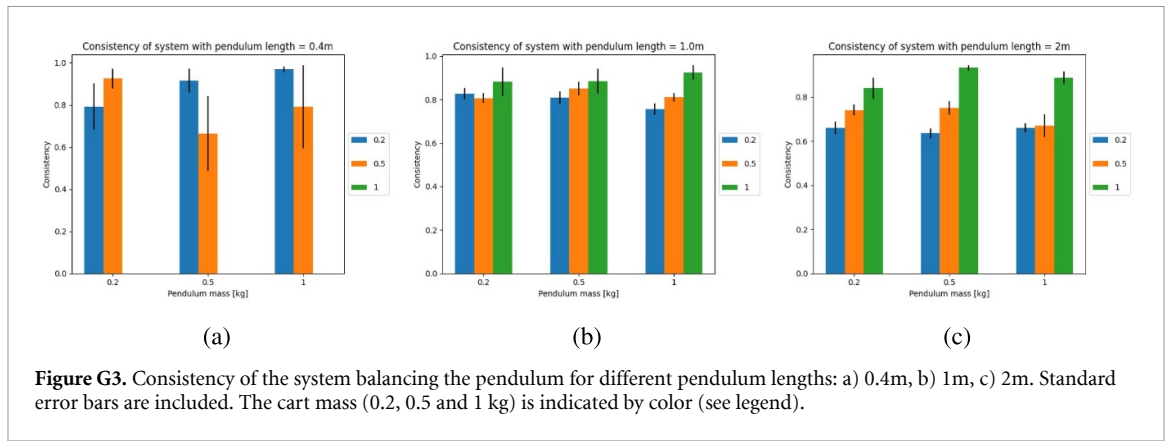 Consistency of system with pendulum length = 0.4m
1.0
0.8
0.6
0.4
0.2
0.0
Consistency
0.2
0.5
1
Pendulum mass [kg]
0.2
0.5
1
(a)
Consistency of system with pendulum length = 1.0m
1.0
0.8
0.6
0.4
0.2
0.0
Consistency
0.2
0.5
1
Pendulum mass [kg]
0.2
0.5
1
(b)
Consistency of system with pendulum length = 2m
0.8
0.6
0.4
0.2
0.0
Consistency
0.2
0.5
1
Pendulum mass [kg]
0.2
0.5
1
(c)
Figure G3. Consistency of the system balancing the pendulum for different pendulum lengths: a) 0.4m, b) 1m, c) 2m. Standard
error bars are included. The cart mass (0.2, 0.5 and 1 kg) is indicated by color (see legend).